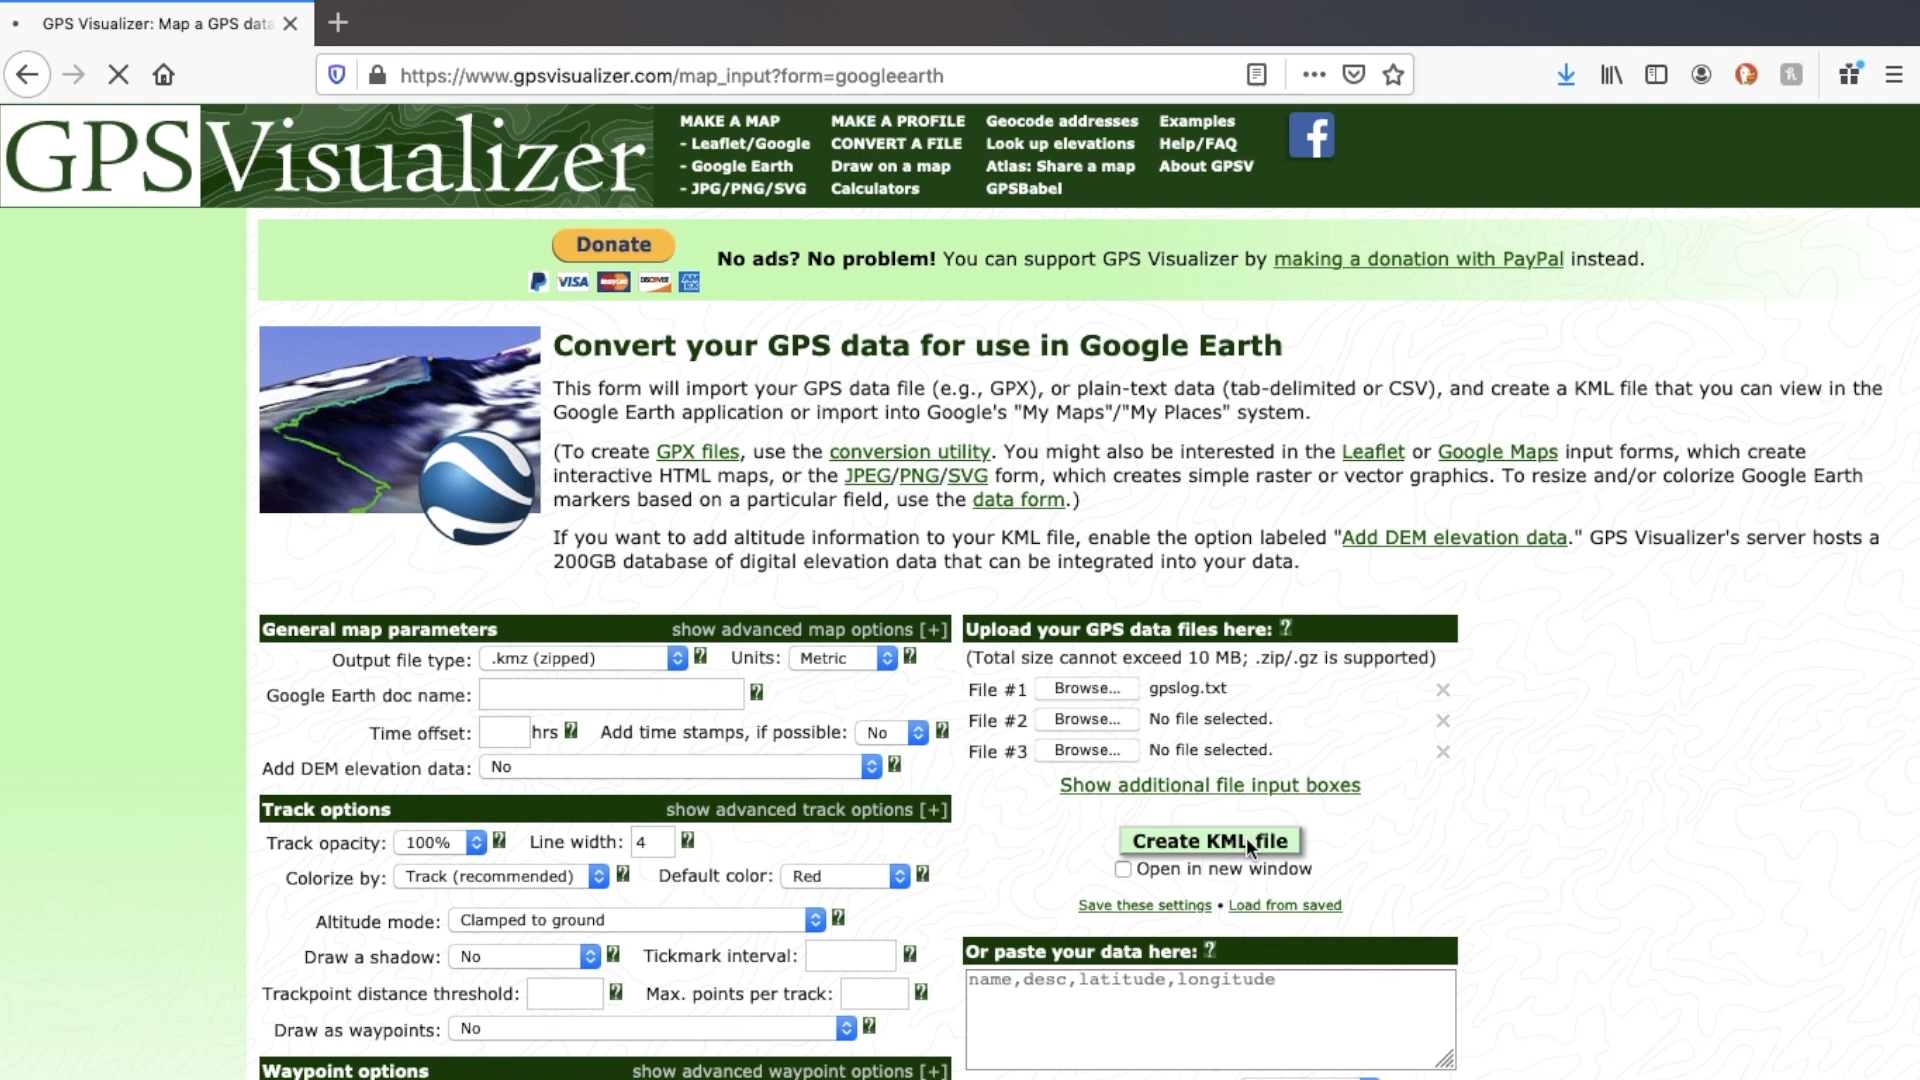 GPS Visualizer: Map a GPS data
https://www.gpsvisualizer.com/map_input?form=googleearth
GPSVisualizer
MAKE A MAP
- Leaflet/Google
- Google Earth
- JPG/PNG/SVG
MAKE A PROFILE
CONVERT A FILE
Draw on a map
Calculators
Geocode addresses
Look up elevations
Atlas: Share a map
GPSBabel
Examples
Help/FAQ
About GPSV
Donate
VISA
No ads? No problem! You can support GPS Visualizer by making a donation with PayPal instead.
Convert your GPS data for use in Google Earth
This form will import your GPS data file (e.g., GPX), or plain-text data (tab-delimited or CSV), and create a KML file that you can view in the
Google Earth application or import into Google's "My Maps"/"My Places" system.
(To create GPX files, use the conversion utility. You might also be interested in the Leaflet or Google Maps input forms, which create
interactive HTML maps, or the JPEG/PNG/SVG form, which creates simple raster or vector graphics. To resize and/or colorize Google Earth
markers based on a particular field, use the data form.)
If you want to add altitude information to your KML file, enable the option labeled "Add DEM elevation data." GPS Visualizer's server hosts a
200GB database of digital elevation data that can be integrated into your data.
General map parameters show advanced map options [+]
Output file type: .kmz (zipped) ? Units: Metric ?
Google Earth doc name: ?
Time offset: hrs ? Add time stamps, if possible: No ?
Add DEM elevation data: No ?
Track options show advanced track options [+]
Track opacity: 100% ? Line width: 4 ?
Colorize by: Track (recommended) ? Default color: Red ?
Altitude mode: Clamped to ground ?
Draw a shadow: No ? Tickmark interval: ?
Trackpoint distance threshold: ? Max. points per track: ?
Draw as waypoints: No ?
Waypoint options show advanced waypoint options [+]
Upload your GPS data files here: ?
(Total size cannot exceed 10 MB; .zip/.gz is supported)
File #1 Browse... gpslog.txt
File #2 Browse... No file selected.
File #3 Browse... No file selected.
Show additional file input boxes
Create KML file
Open in new window
Save these settings • Load from saved
Or paste your data here: ?
name,desc,latitude,longitude